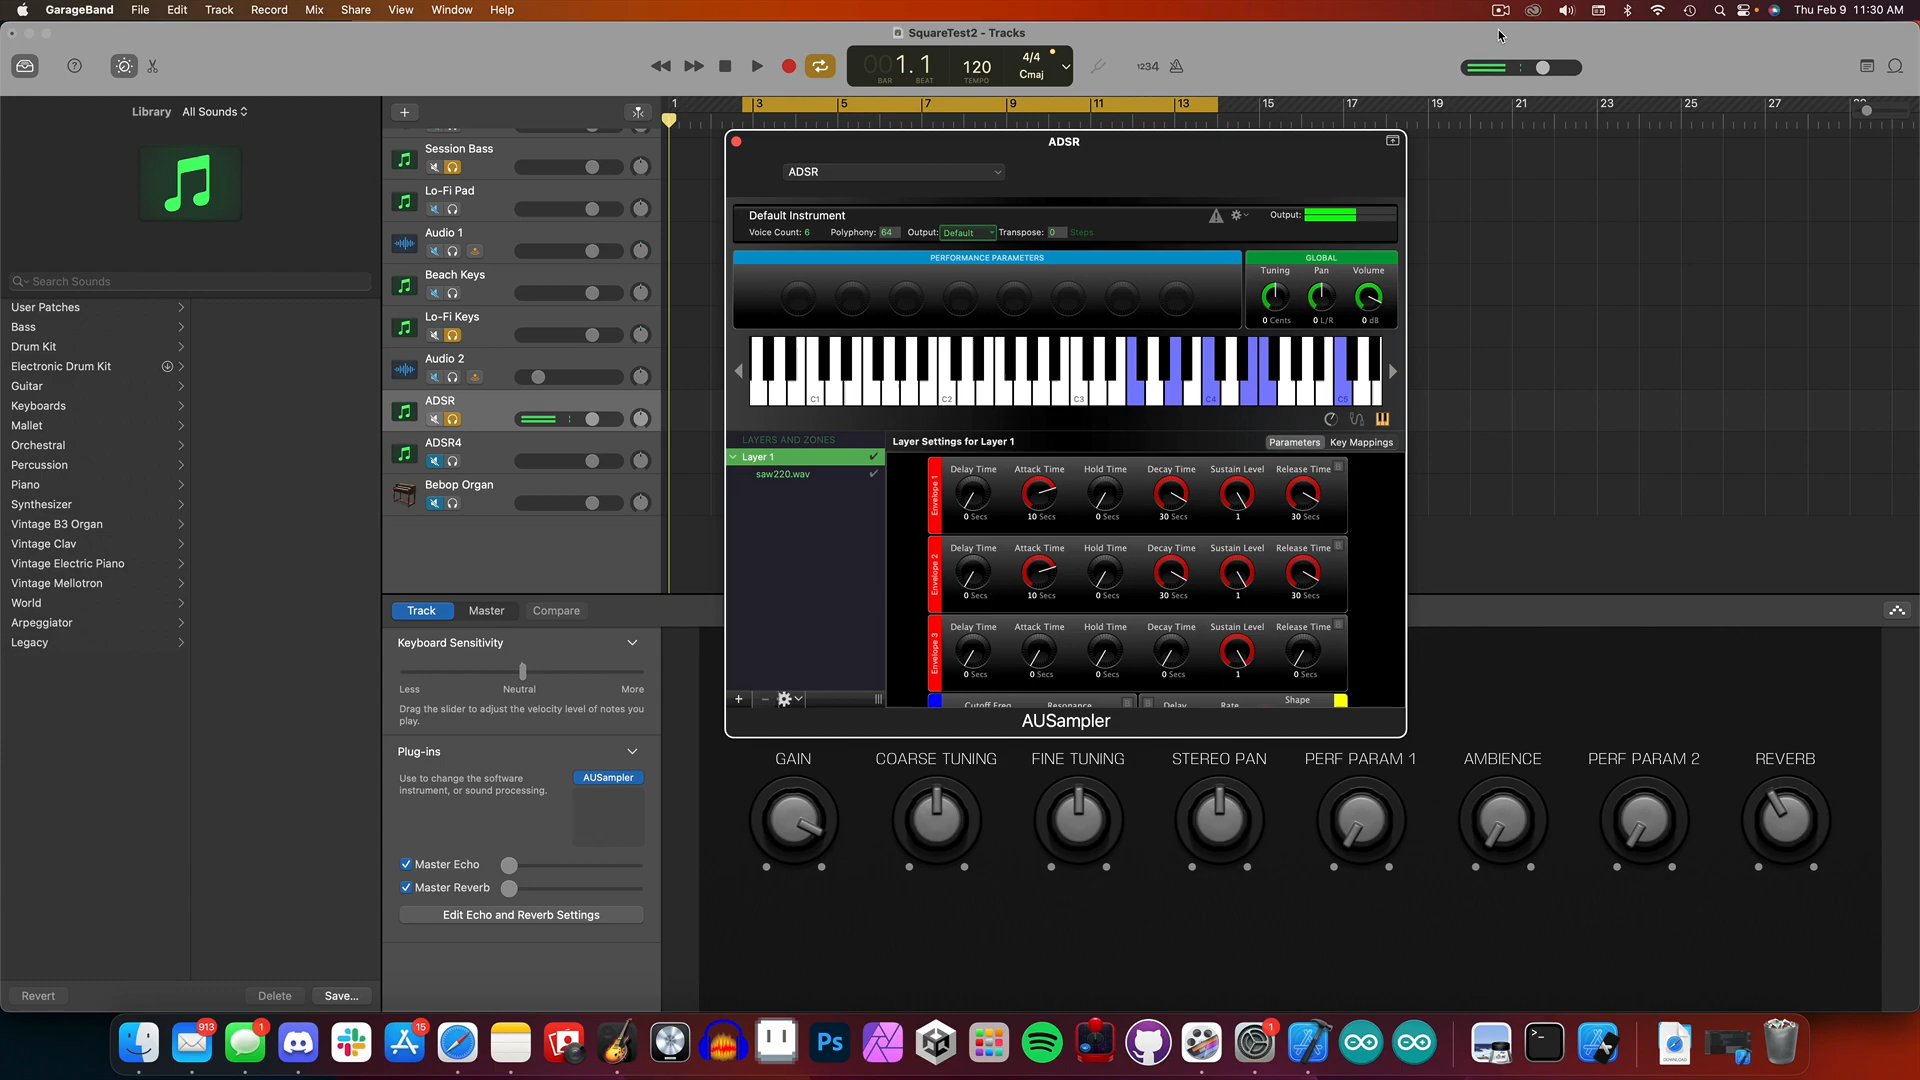 GarageBand File Edit Track Record Mix Share View Window Help
Thu Feb 9 11:30 AM
SquareTest2 - Tracks
001.1
BAR BEAT
120
TEMPO
4/4
Cmaj
1234
Library All Sounds
1 3 5 7 9 11 13 15 17 19 21 23 25 27
Search Sounds
User Patches
Bass
Drum Kit
Electronic Drum Kit
Guitar
Keyboards
Mallet
Orchestral
Percussion
Piano
Synthesizer
Vintage B3 Organ
Vintage Clav
Vintage Electric Piano
Vintage Mellotron
World
Arpeggiator
Legacy
Revert Delete Save...
Session Bass
Lo-Fi Pad
Audio 1
Beach Keys
Lo-Fi Keys
Audio 2
ADSR
ADSR4
Bebop Organ
Track Master Compare
Keyboard Sensitivity
Less Neutral More
Drag the slider to adjust the velocity level of notes you
play.
Plug-ins
Use to change the software
instrument, or sound processing.
AUSampler
Master Echo
Master Reverb
Edit Echo and Reverb Settings
ADSR
ADSR
Default Instrument
Output:
Voice Count: 6 Polyphony: 64 Output: Default Transpose: 0 Steps
PERFORMANCE PARAMETERS
GLOBAL
Tuning Pan Volume
0 Cents 0 L/R 0 dB
C1 C2 C3 C4 C5
LAYERS AND ZONES
Layer 1
saw220.wav
Layer Settings for Layer 1
Parameters Key Mappings
Envelope 1
Delay Time Attack Time Hold Time Decay Time Sustain Level Release Time
0 Secs 10 Secs 0 Secs 30 Secs 1 30 Secs
Envelope 2
Delay Time Attack Time Hold Time Decay Time Sustain Level Release Time
0 Secs 10 Secs 0 Secs 30 Secs 1 30 Secs
Envelope 3
Delay Time Attack Time Hold Time Decay Time Sustain Level Release Time
0 Secs 0 Secs 0 Secs 0 Secs 1 0 Secs
Cutoff Freq Resonance Delay Rate Shape
AUSampler
GAIN COARSE TUNING FINE TUNING STEREO PAN PERF PARAM 1 AMBIENCE PERF PARAM 2 REVERB
913
1
15
Ps
1
DOWNLOAD